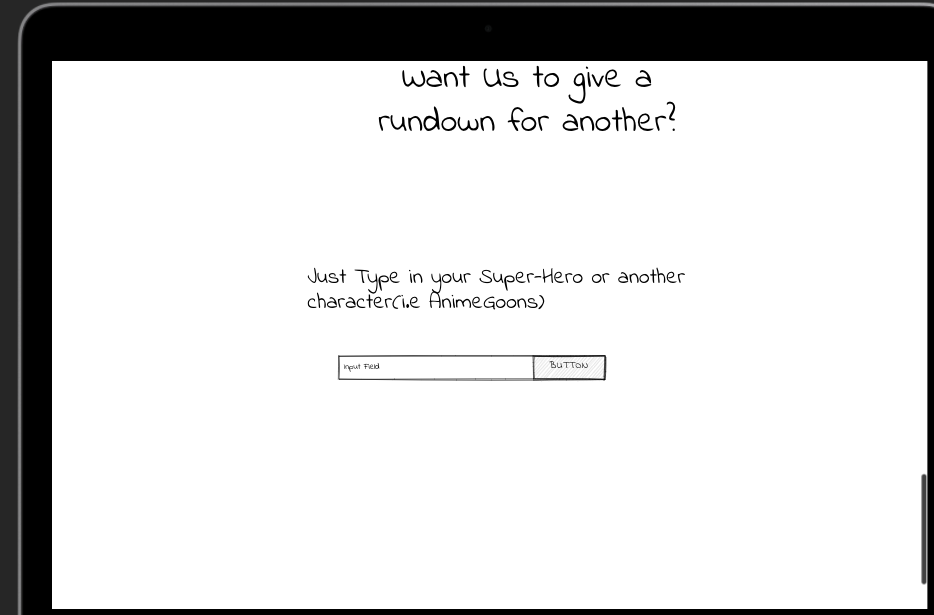 Want Us to give a
rundown for another?
Just Type in your Super-Hero or another
character(i.e AnimeGoons)
Input Field
BUTTON